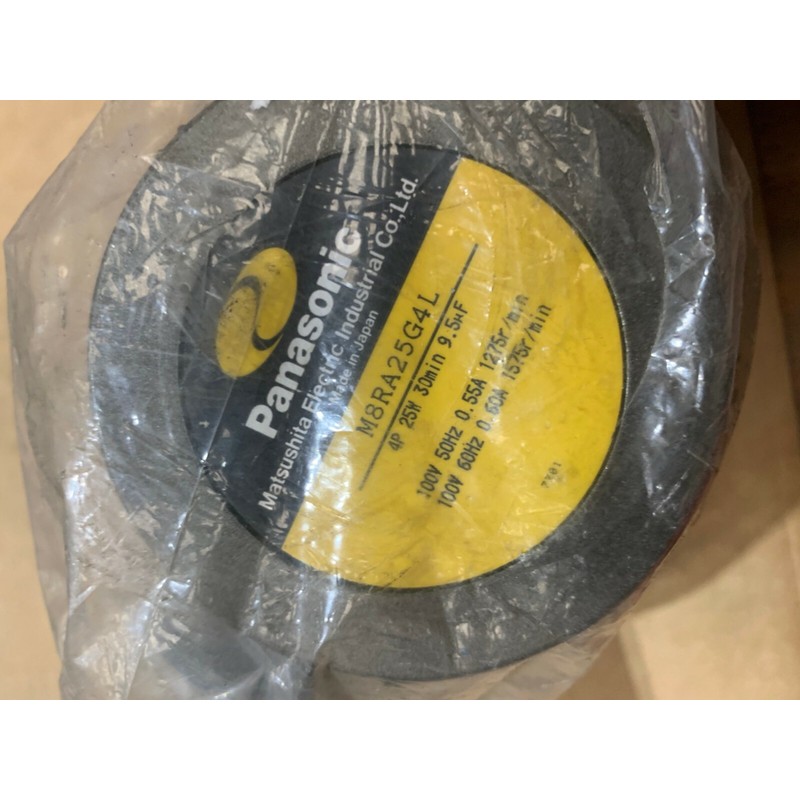 Panasonic
Matsushita Electric Industrial Co.,Ltd.
Made in Japan
M8RA25G4L
4P 25W 30min 9.5μF
100V 50Hz 0.55A 1275r/min
100V 60Hz 0.60A 1575r/min